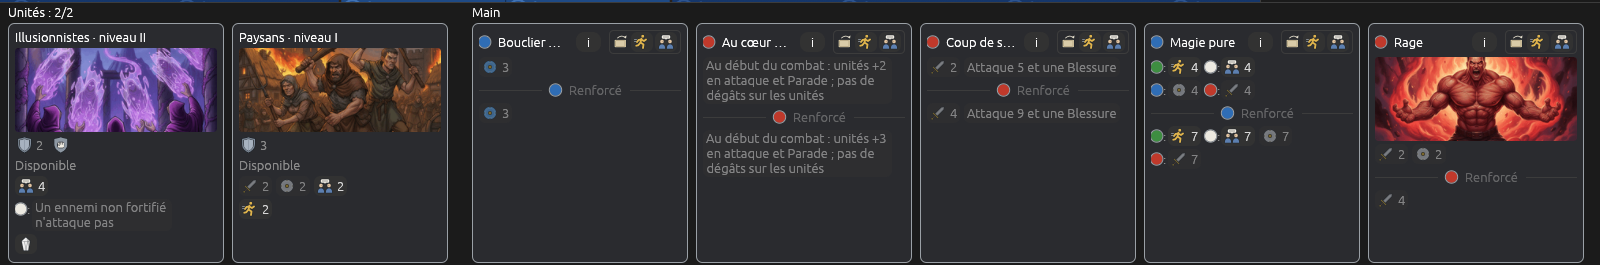 Unités : 2/2
Illusionnistes · niveau II
2
Disponible
4
: Un ennemi non fortifié
n'attaque pas
Paysans · niveau I
3
Disponible
2 2 2
2
Main
Bouclier ... i
3
Renforcé
3
Au cœur ... i
Au début du combat : unités +2
en attaque et Parade ; pas de
dégâts sur les unités
Renforcé
Au début du combat : unités +3
en attaque et Parade ; pas de
dégâts sur les unités
Coup de s... i
2 Attaque 5 et une Blessure
Renforcé
4 Attaque 9 et une Blessure
Magie pure i
: 4 : 4
: 4 : 4
Renforcé
: 7 : 7 7
: 7
Rage i
2 2
Renforcé
4